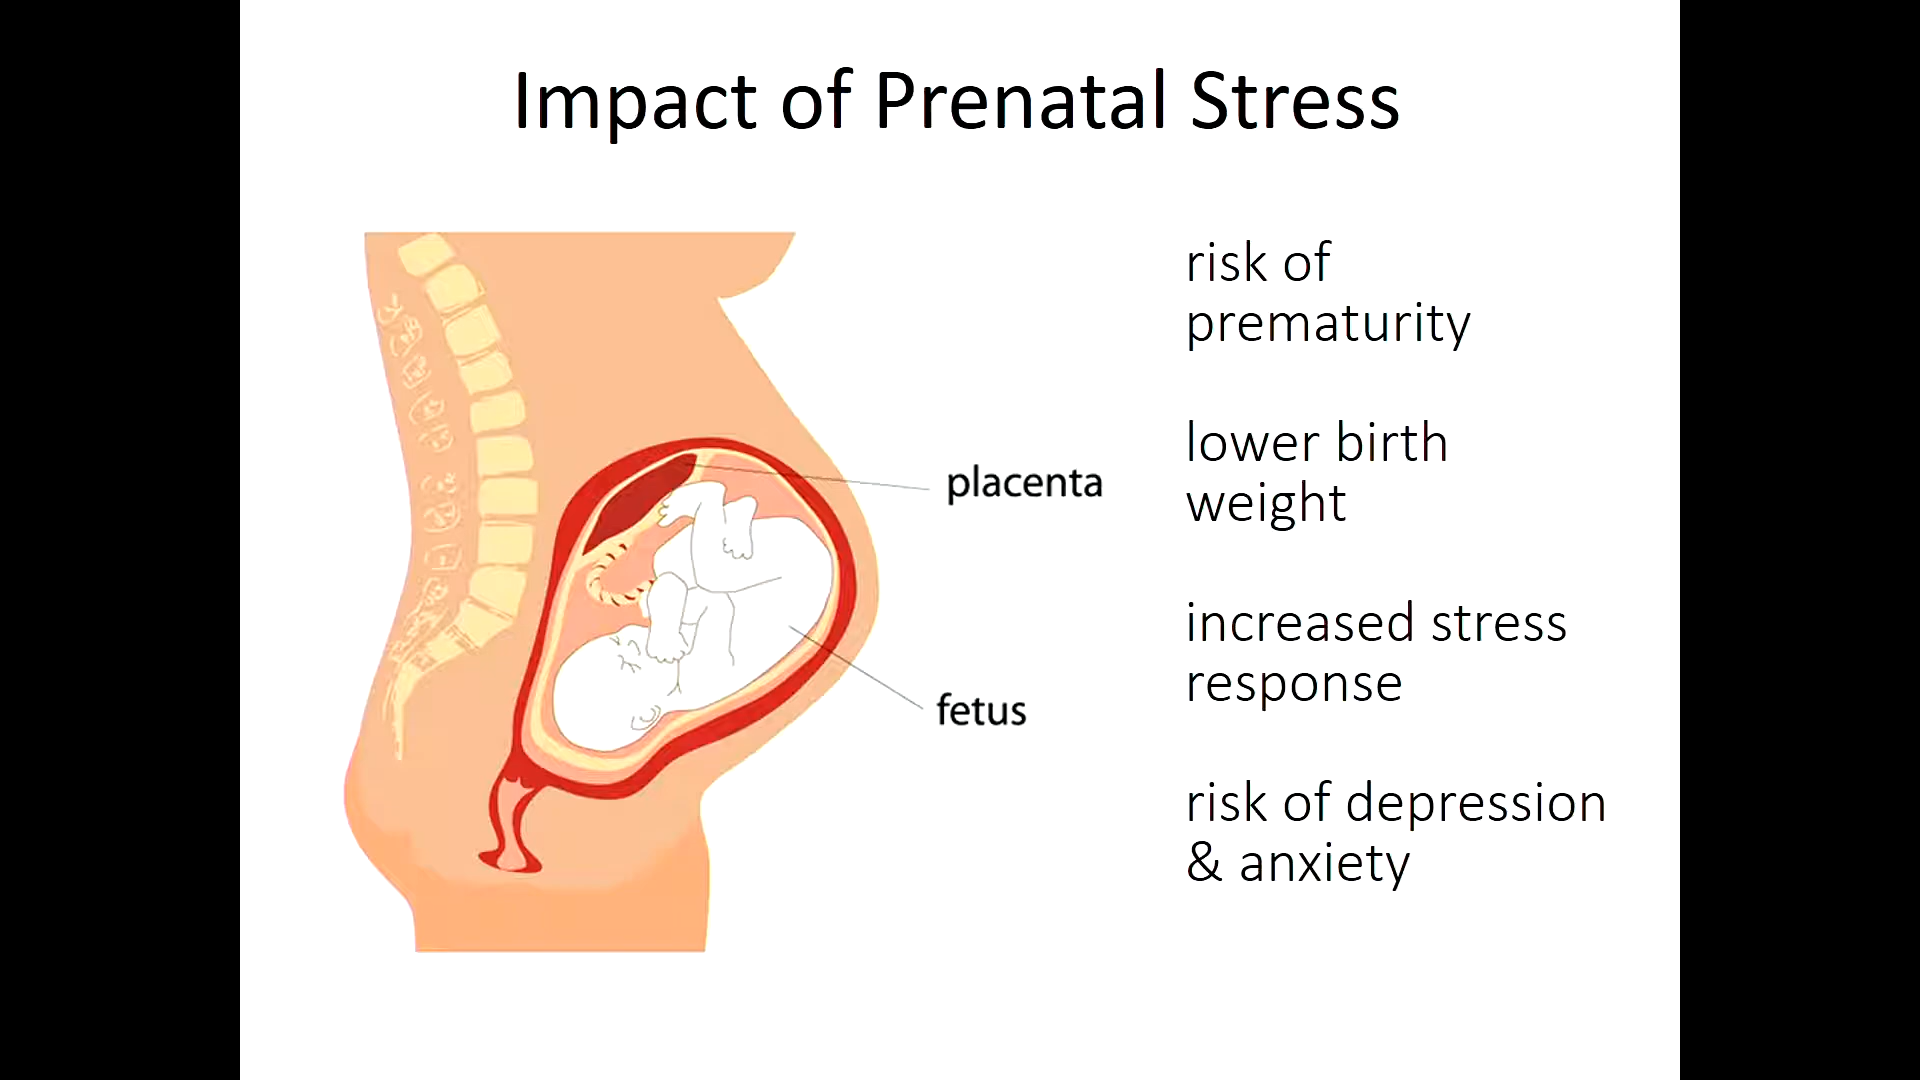 Impact of Prenatal Stress
placenta
fetus
risk of
prematurity
lower birth
weight
increased stress
response
risk of depression
& anxiety